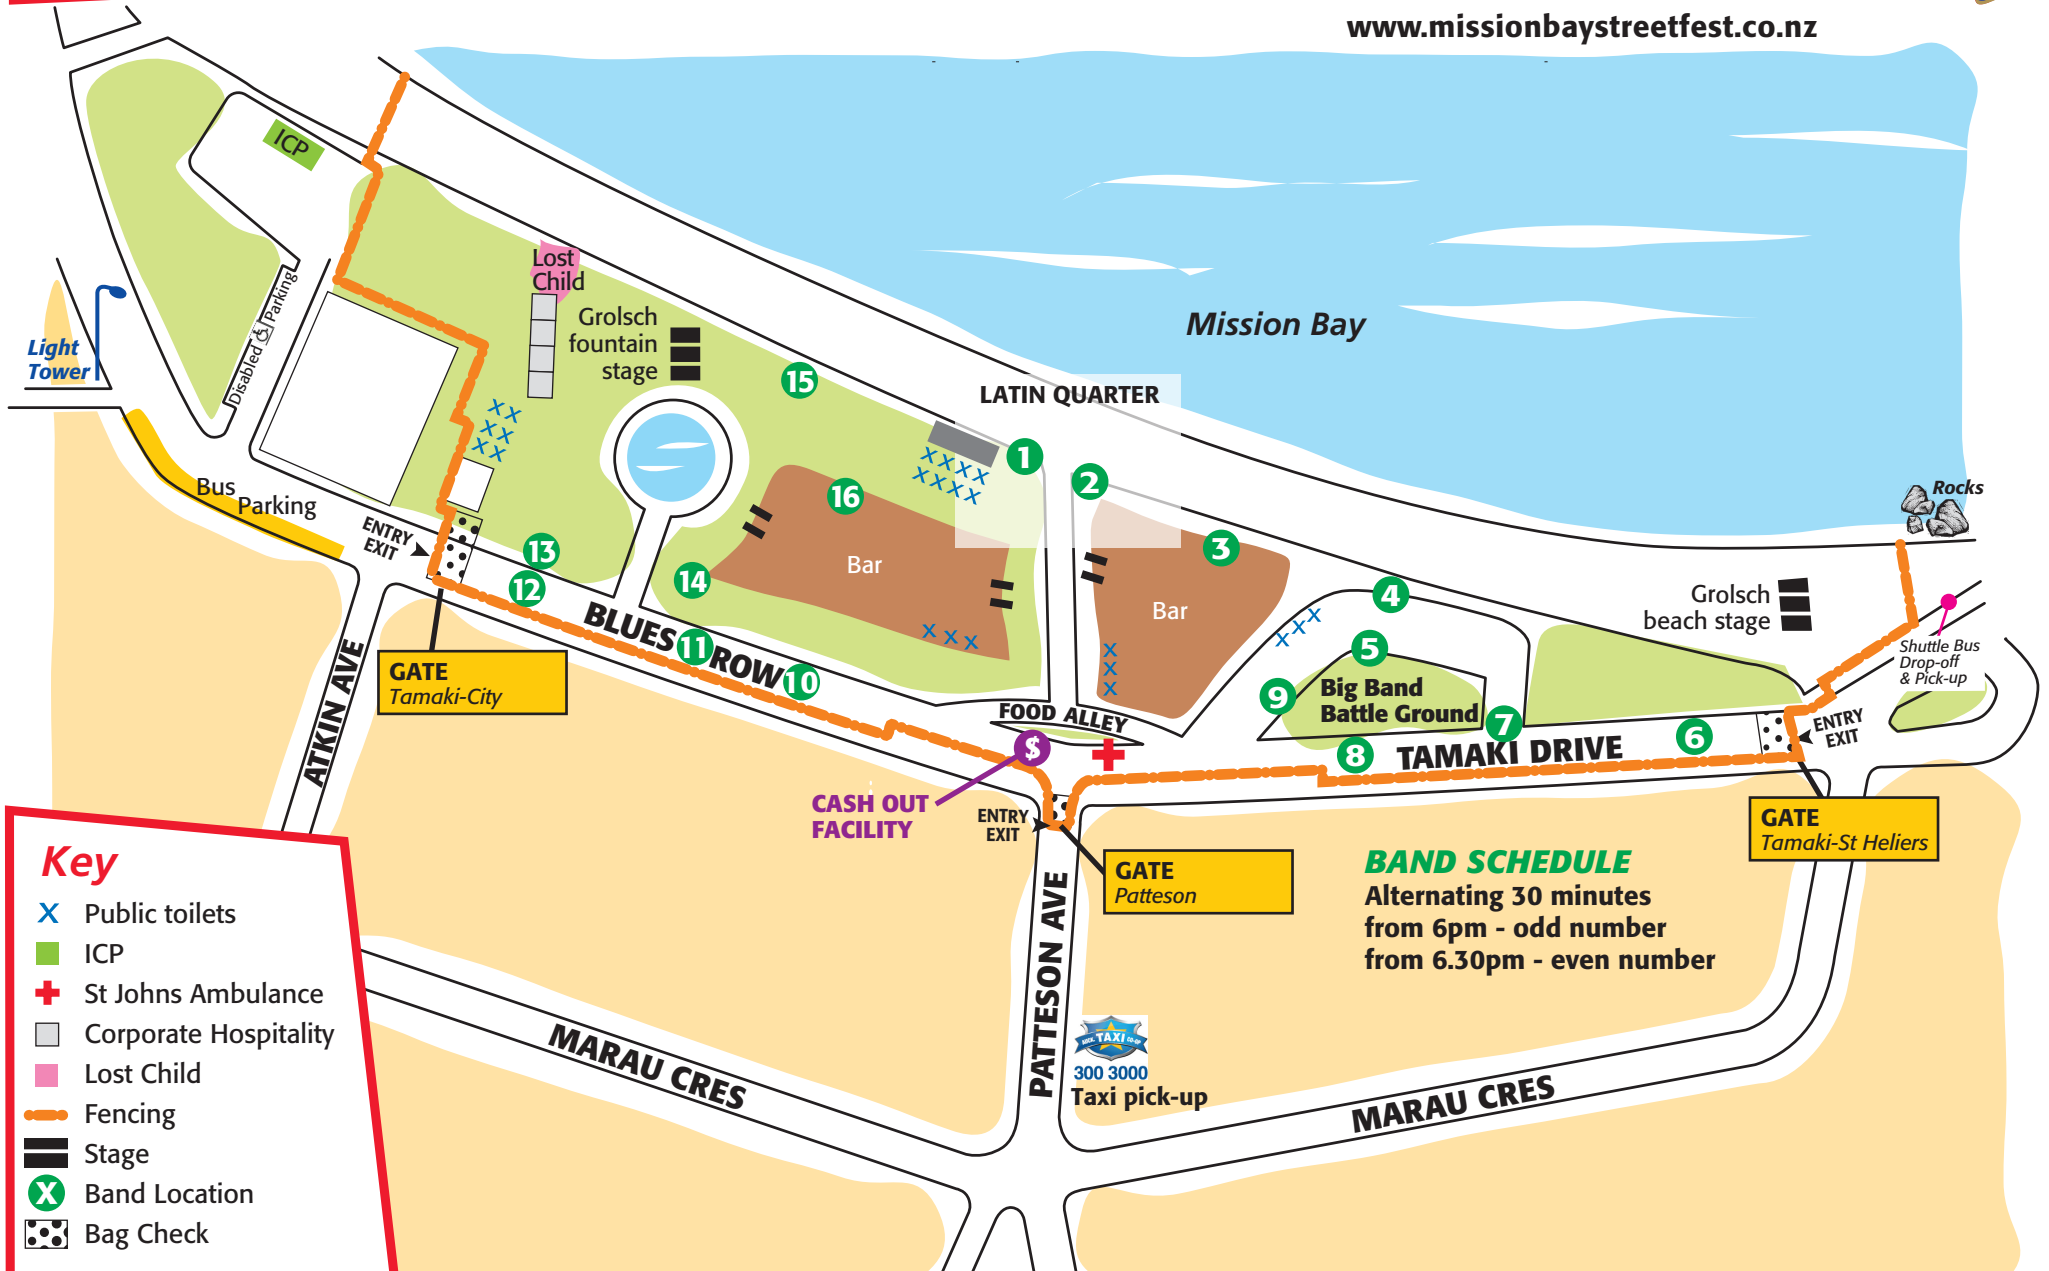 www.missionbaystreetfest.co.nz
ICP
Lost
Child
Grolsch
fountain
stage
Light
Tower
Disabled Parking
Bus
Parking
ENTRY
EXIT
Mission Bay
LATIN QUARTER
15
1
2
16
Bar
3
Bar
13
12
14
BLUES ROW
11
10
4
5
9
Big Band
Battle Ground
7
8
6
TAMAKI DRIVE
Grolsch
beach stage
Rocks
Shuttle Bus
Drop-off
& Pick-up
ENTRY
EXIT
GATE
Tamaki-City
ATKIN AVE
FOOD ALLEY
$
CASH OUT
FACILITY
ENTRY
EXIT
GATE
Patteson
GATE
Tamaki-St Heliers
BAND SCHEDULE
Alternating 30 minutes
from 6pm - odd number
from 6.30pm - even number
PATTESON AVE
AUCK. TAXI CO-OP
300 3000
Taxi pick-up
MARAU CRES
MARAU CRES
Key
X Public toilets
ICP
St Johns Ambulance
Corporate Hospitality
Lost Child
Fencing
Stage
X Band Location
Bag Check